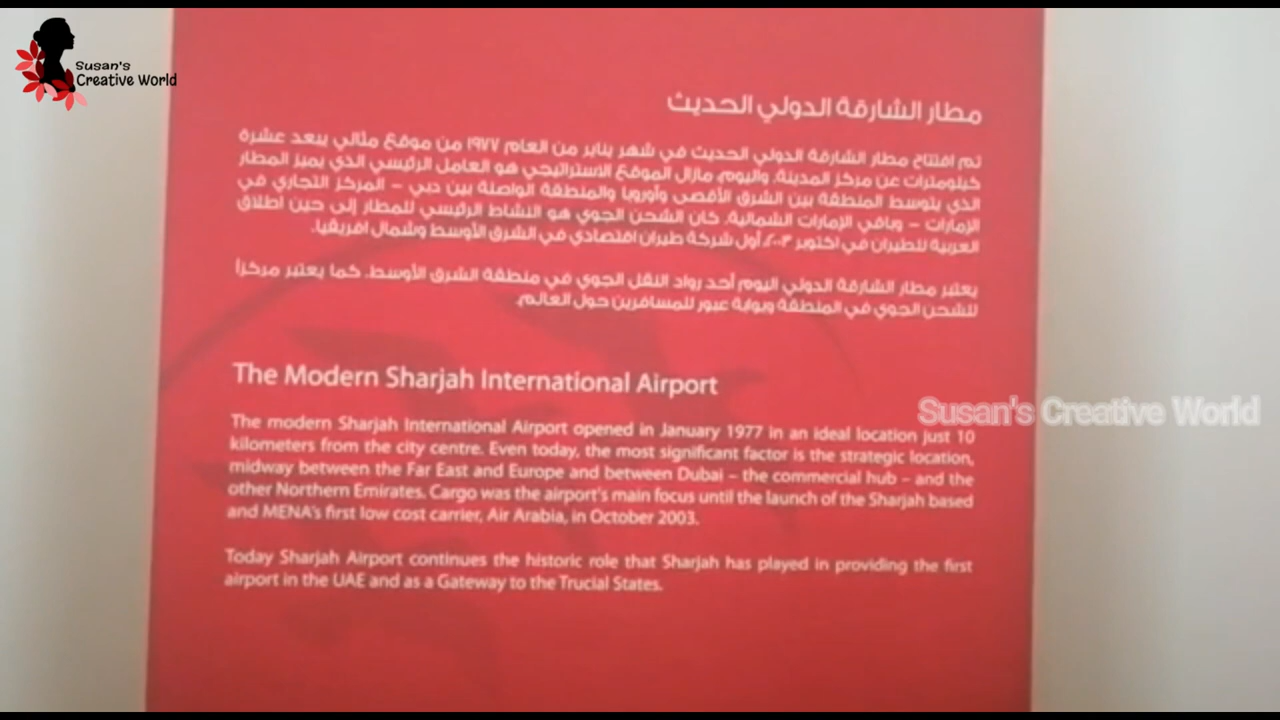 Susan's
Creative World
مطار الشارقة الدولي الحديث
تم افتتاح مطار الشارقة الدولي الحديث في شهر يناير من العام ١٩٧٧ من موقع مثالي يبعد عشرة
كيلومترات عن مركز المدينة. واليوم، مازال الموقع الاستراتيجي هو العامل الرئيسي الذي يميز المطار
الذي يتوسط المنطقة بين الشرق الأقصى وأوروبا والمنطقة الواصلة بين دبي – المركز التجاري في
الإمارات – وباقي الإمارات الشمالية. كان الشحن الجوي هو النشاط الرئيسي للمطار إلى حين اطلاق
العربية للطيران في اكتوبر ٢٠٠٣، أول شركة طيران اقتصادي في الشرق الأوسط وشمال افريقيا.
يعتبر مطار الشارقة الدولي اليوم أحد رواد النقل الجوي في منطقة الشرق الأوسط. كما يعتبر مركزاً
للشحن الجوي في المنطقة وبوابة عبور للمسافرين حول العالم.
The Modern Sharjah International Airport
The modern Sharjah International Airport opened in January 1977 in an ideal location just 10
kilometers from the city centre. Even today, the most significant factor is the strategic location,
midway between the Far East and Europe and between Dubai – the commercial hub – and the
other Northern Emirates. Cargo was the airport's main focus until the launch of the Sharjah based
and MENA's first low cost carrier, Air Arabia, in October 2003.
Today Sharjah Airport continues the historic role that Sharjah has played in providing the first
airport in the UAE and as a Gateway to the Trucial States.
Susan's Creative World